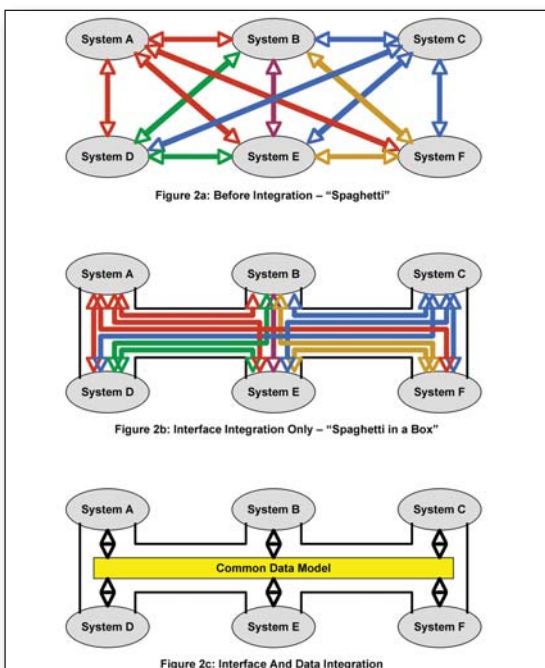 System A System B System C
System D System E System F
Figure 2a: Before Integration – “Spaghetti”
System A System B System C
System D System E System F
Figure 2b: Interface Integration Only – “Spaghetti in a Box”
System A System B System C
Common Data Model
System D System E System F
Figure 2c: Interface And Data Integration